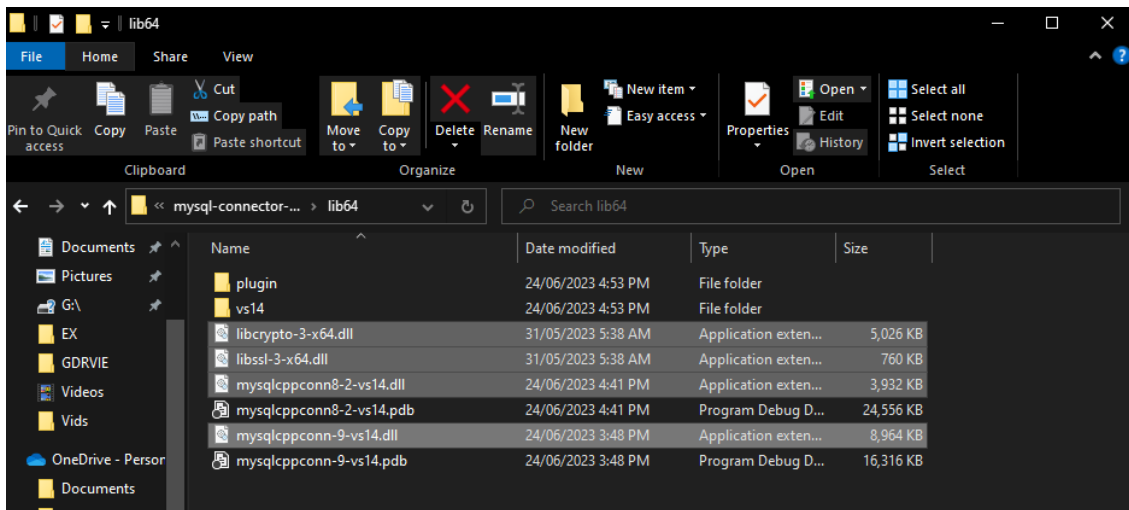 lib64
File Home Share View
Pin to Quick access
Copy
Paste
Cut
Copy path
Paste shortcut
Move to
Copy to
Delete
Rename
New folder
New item
Easy access
Properties
Open
Edit
History
Select all
Select none
Invert selection
Clipboard Organize New Open Select
« mysql-connector-... › lib64
Search lib64
Documents
Pictures
G:\
EX
GDRVIE
Videos
Vids
OneDrive - Person
Documents
Name Date modified Type Size
plugin 24/06/2023 4:53 PM File folder
vs14 24/06/2023 4:53 PM File folder
libcrypto-3-x64.dll 31/05/2023 5:38 AM Application exten... 5,026 KB
libssl-3-x64.dll 31/05/2023 5:38 AM Application exten... 760 KB
mysqlcppconn8-2-vs14.dll 24/06/2023 4:41 PM Application exten... 3,932 KB
mysqlcppconn8-2-vs14.pdb 24/06/2023 4:41 PM Program Debug D... 24,556 KB
mysqlcppconn-9-vs14.dll 24/06/2023 3:48 PM Application exten... 8,964 KB
mysqlcppconn-9-vs14.pdb 24/06/2023 3:48 PM Program Debug D... 16,316 KB